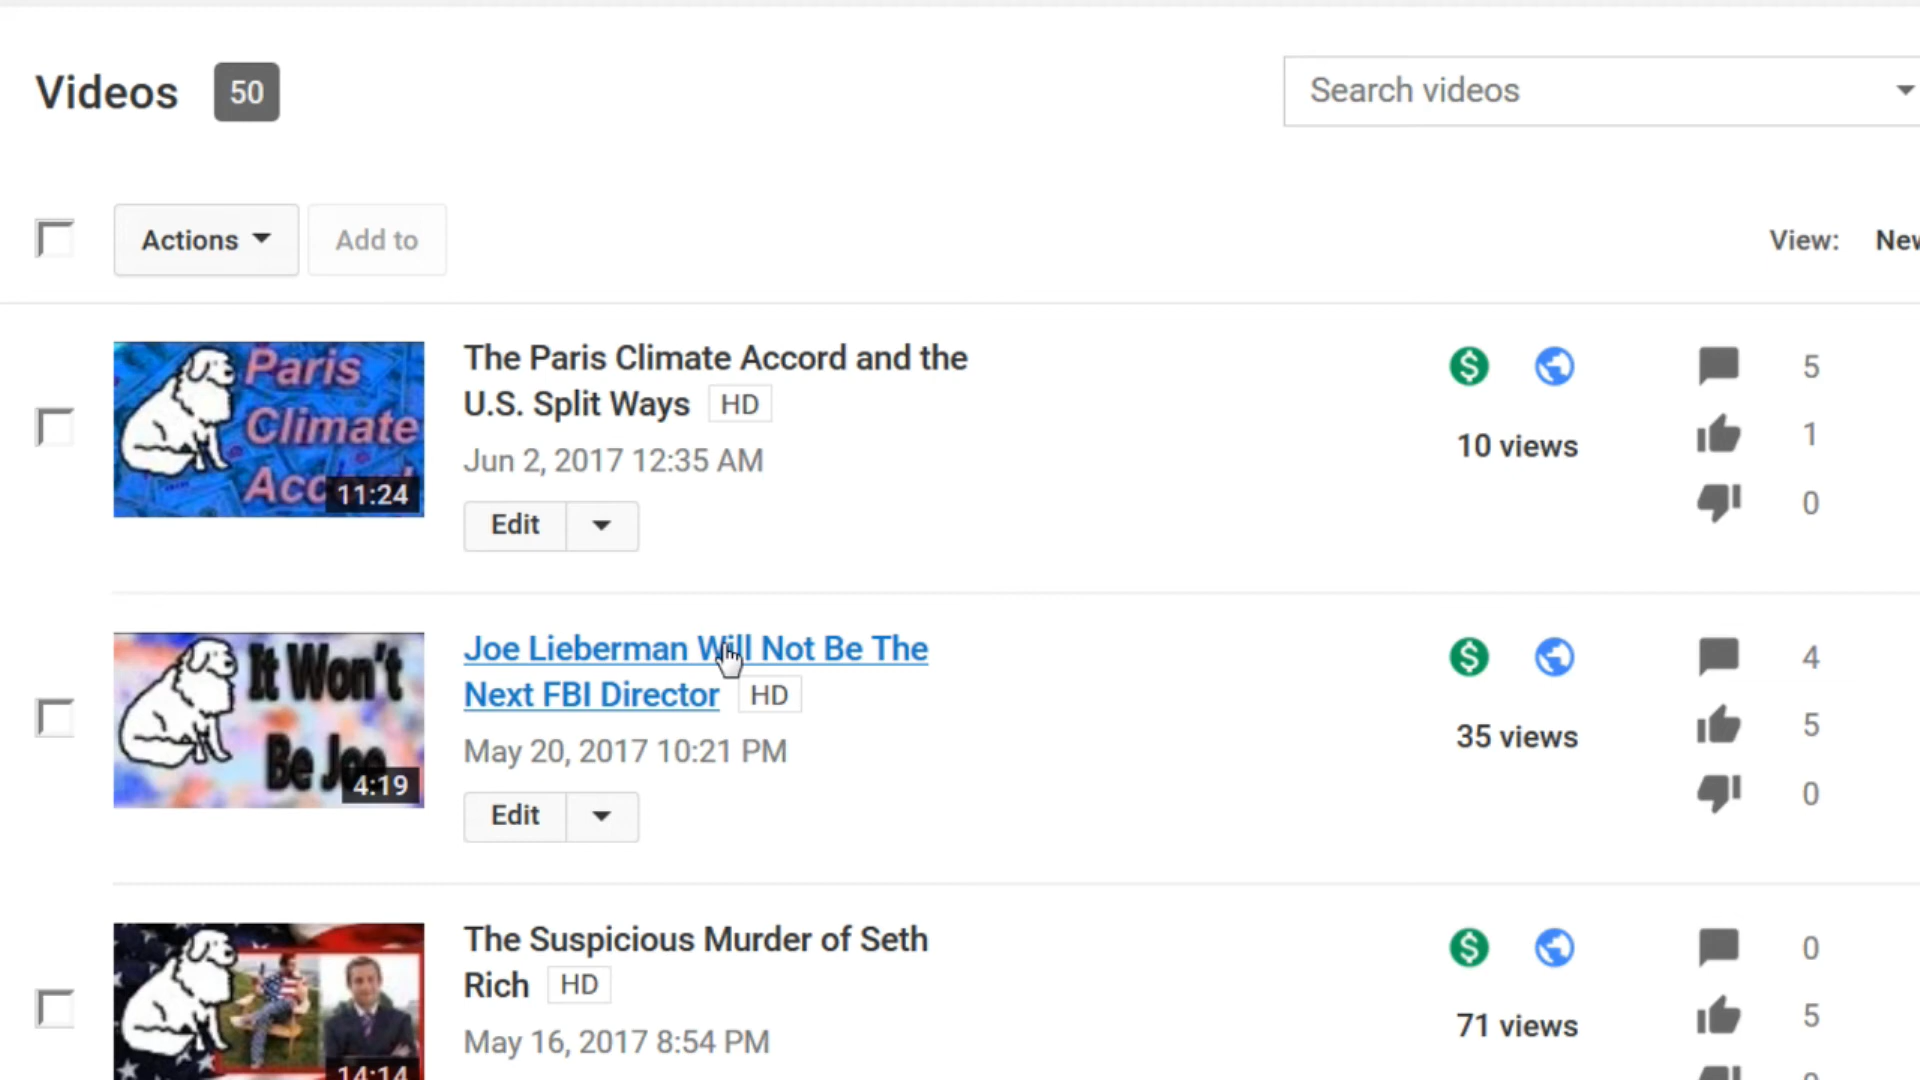 Videos 50
Search videos
Actions Add to
View: New
Paris
Climate
Acc
11:24
The Paris Climate Accord and the
U.S. Split Ways HD
Jun 2, 2017 12:35 AM
Edit
10 views
5
1
0
It Won't
Be Joe
4:19
Joe Lieberman Will Not Be The
Next FBI Director HD
May 20, 2017 10:21 PM
Edit
35 views
4
5
0
14:14
The Suspicious Murder of Seth
Rich HD
May 16, 2017 8:54 PM
71 views
0
5